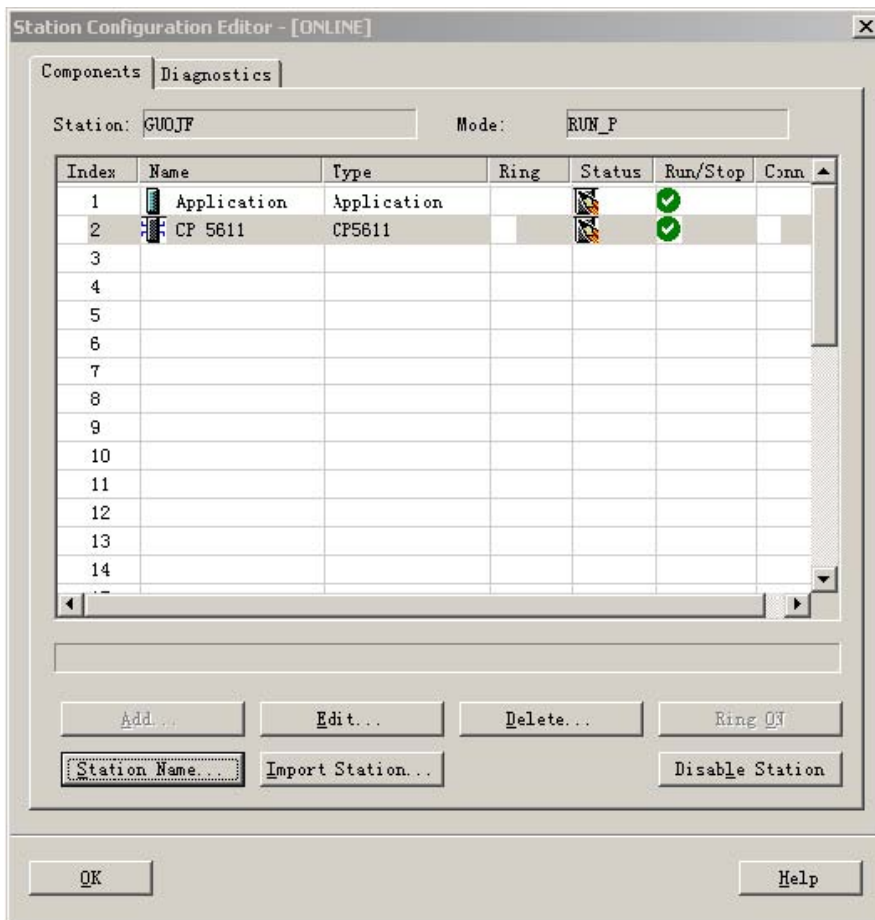 Station Configuration Editor - [ONLINE]
Components Diagnostics
Station: GUOJF Mode: RUN_P
Index Name Type Ring Status Run/Stop Conn
1 Application Application
2 CP 5611 CP5611
3
4
5
6
7
8
9
10
11
12
13
14
Add... Edit... Delete... Ring ON
Station Name... Import Station... Disable Station
OK Help